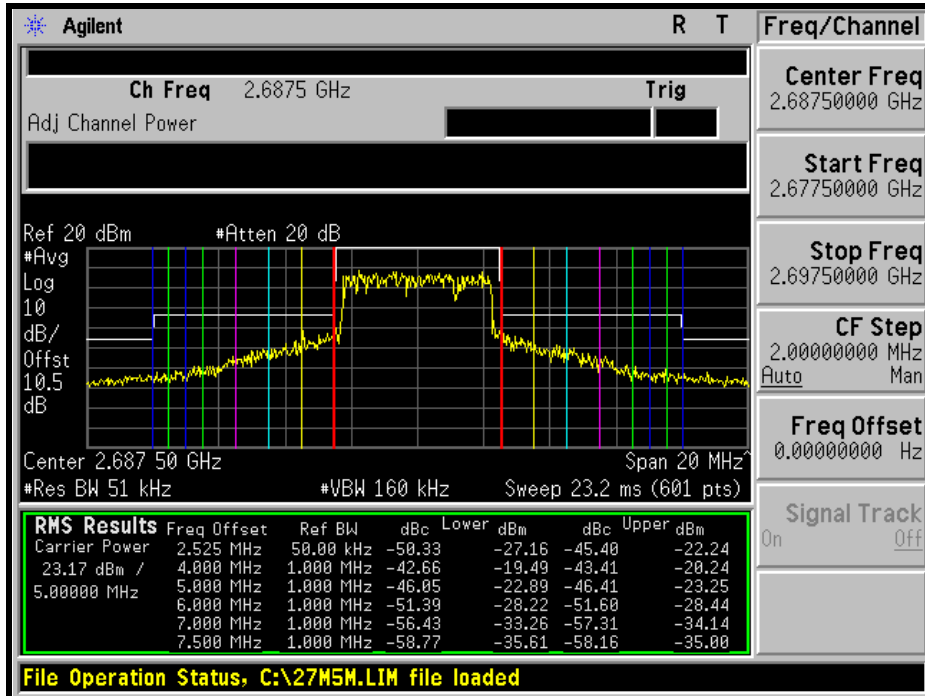 Agilent R T Freq/Channel
Ch Freq 2.6875 GHz Trig
Adj Channel Power
Center Freq
2.68750000 GHz
Start Freq
2.67750000 GHz
Stop Freq
2.69750000 GHz
CF Step
2.00000000 MHz
Auto Man
Freq Offset
0.00000000 Hz
Signal Track
On Off
Ref 20 dBm #Atten 20 dB
#Avg
Log
10
dB/
Offst
10.5
dB
Center 2.687 50 GHz Span 20 MHz^
#Res BW 51 kHz #VBW 160 kHz Sweep 23.2 ms (601 pts)
RMS Results Freq Offset Ref BW dBc Lower dBm dBc Upper dBm
Carrier Power 2.525 MHz 50.00 kHz -50.33 -27.16 -45.40 -22.24
23.17 dBm / 4.000 MHz 1.000 MHz -42.66 -19.49 -43.41 -20.24
5.00000 MHz 5.000 MHz 1.000 MHz -46.05 -22.89 -46.41 -23.25
6.000 MHz 1.000 MHz -51.39 -28.22 -51.60 -28.44
7.000 MHz 1.000 MHz -56.43 -33.26 -57.31 -34.14
7.500 MHz 1.000 MHz -58.77 -35.61 -58.16 -35.00
File Operation Status, C:\27M5M.LIM file loaded